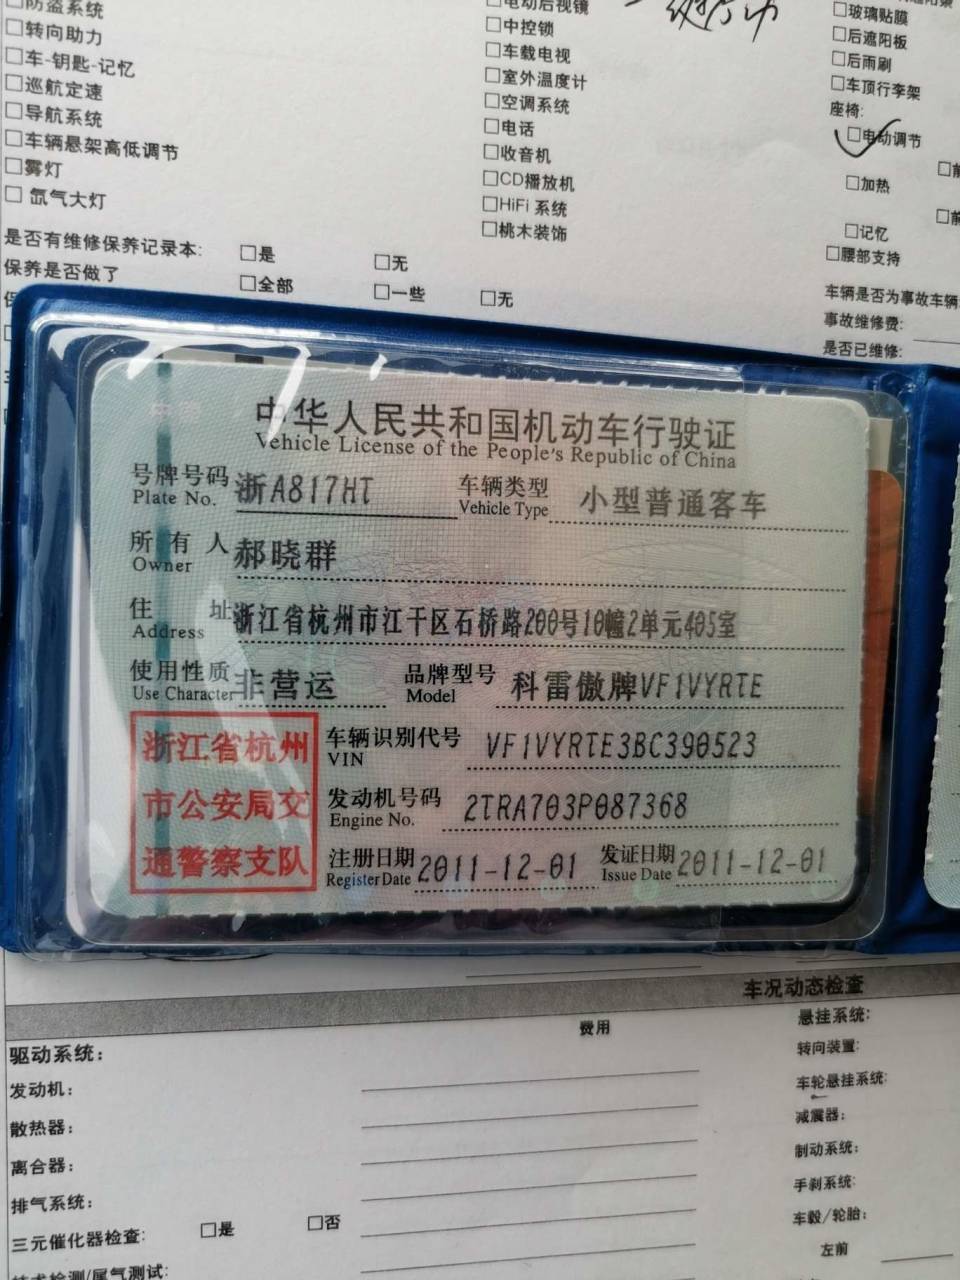 防盗系统
转向助力
车-钥匙-记忆
巡航定速
导航系统
车辆悬架高低调节
雾灯
氙气大灯
电动后视镜
中控锁
车载电视
室外温度计
空调系统
电话
收音机
CD播放机
HiFi 系统
桃木装饰
玻璃贴膜
后遮阳板
后雨刷
车顶行李架
座椅:
电动调节
加热
记忆
腰部支持
是否有维修保养记录本: 是 无
保养是否做了 全部 一些 无
车辆是否为事故车辆
事故维修费:
是否已维修:
中华人民共和国机动车行驶证
Vehicle License of the People's Republic of China
号牌号码 浙A817HT 车辆类型 小型普通客车
Plate No. Vehicle Type
所有人 郝晓群
Owner
住址 浙江省杭州市江干区石桥路200号10幢2单元405室
Address
使用性质 非营运 品牌型号 科雷傲牌VF1VYRTE
Use Character Model
浙江省杭州
市公安局交
通警察支队
车辆识别代号 VF1VYRTE3BC390523
VIN
发动机号码 2TRA703P087368
Engine No.
注册日期 2011-12-01 发证日期 2011-12-01
Register Date Issue Date
车况动态检查
费用
驱动系统:
发动机:
散热器:
离合器:
排气系统:
三元催化器检查: 是 否
技术检测/尾气测试:
悬挂系统:
转向装置:
车轮悬挂系统:
减震器:
制动系统:
手刹系统:
车毂/轮胎:
左前